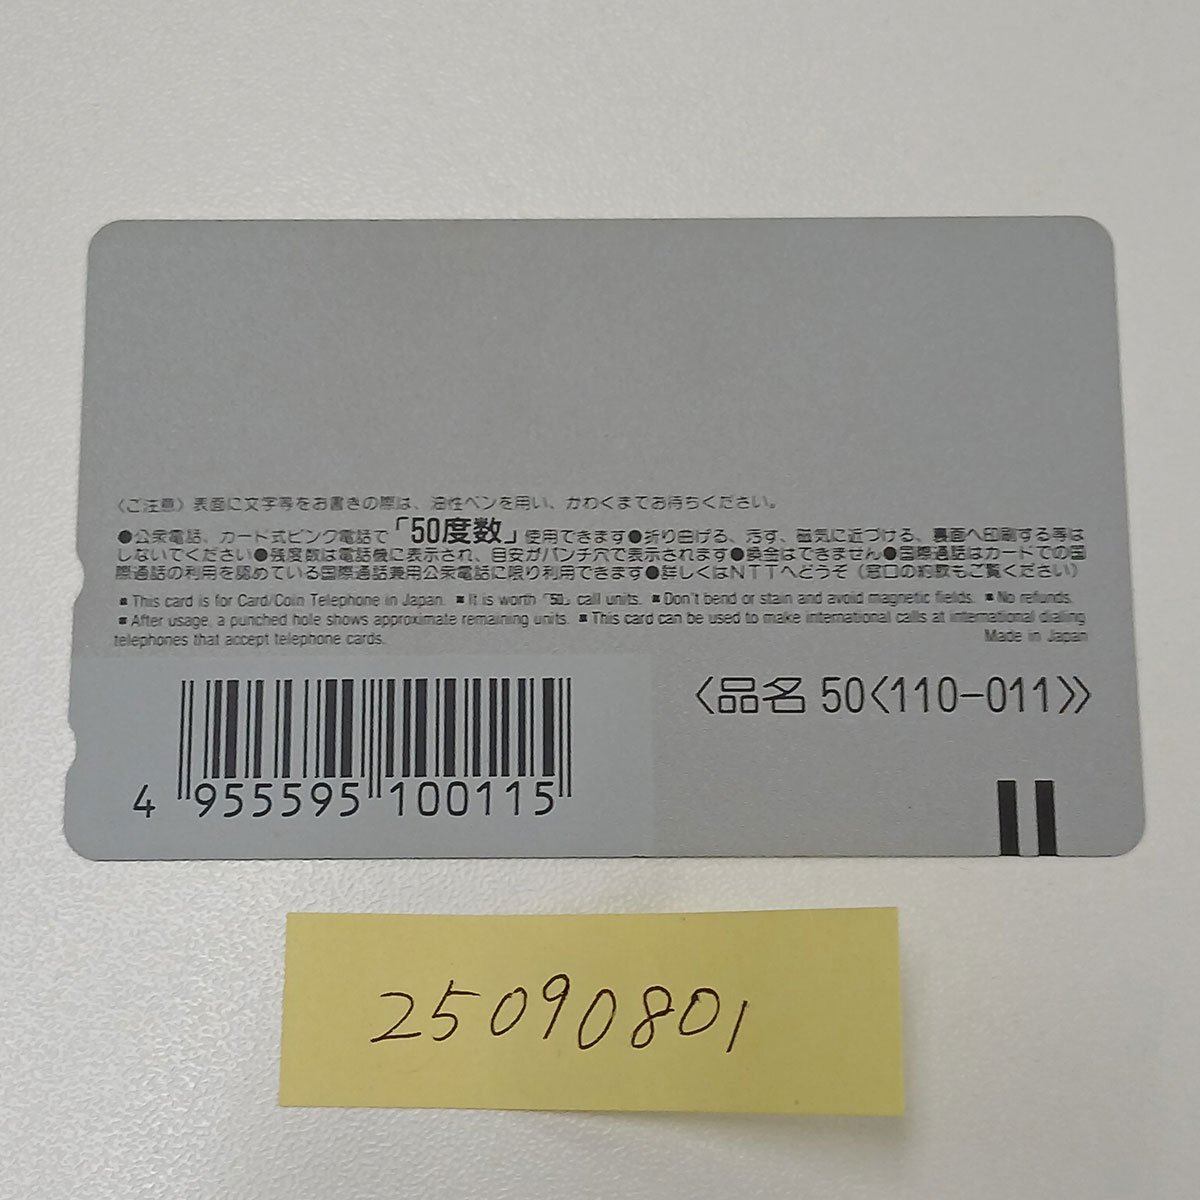 〈ご注意〉表面に文字等をお書きの際は、油性ペンを用い、かわくまでお待ちください。
●公衆電話、カード式ピンク電話で「50度数」使用できます●折り曲げる、汚す、磁気に近づける、裏面へ印刷する等は
しないでください●残度数は電話機に表示され、目安がパンチ穴で表示されます●換金はできません●国際通話はカードでの国
際通話の利用を認めている国際通話兼用公衆電話に限り利用できます●詳しくはNTTへどうぞ（窓口の約款もご覧ください）
■ This card is for Card/Coin Telephone in Japan. ■ It is worth「50」call units. ■ Don't bend or stain and avoid magnetic fields. ■ No refunds.
■ After usage, a punched hole shows approximate remaining units. ■ This card can be used to make international calls at international dialing
telephones that accept telephone cards.
Made in Japan
〈品名 50〈110-011〉〉
4 955595 100115
25090801